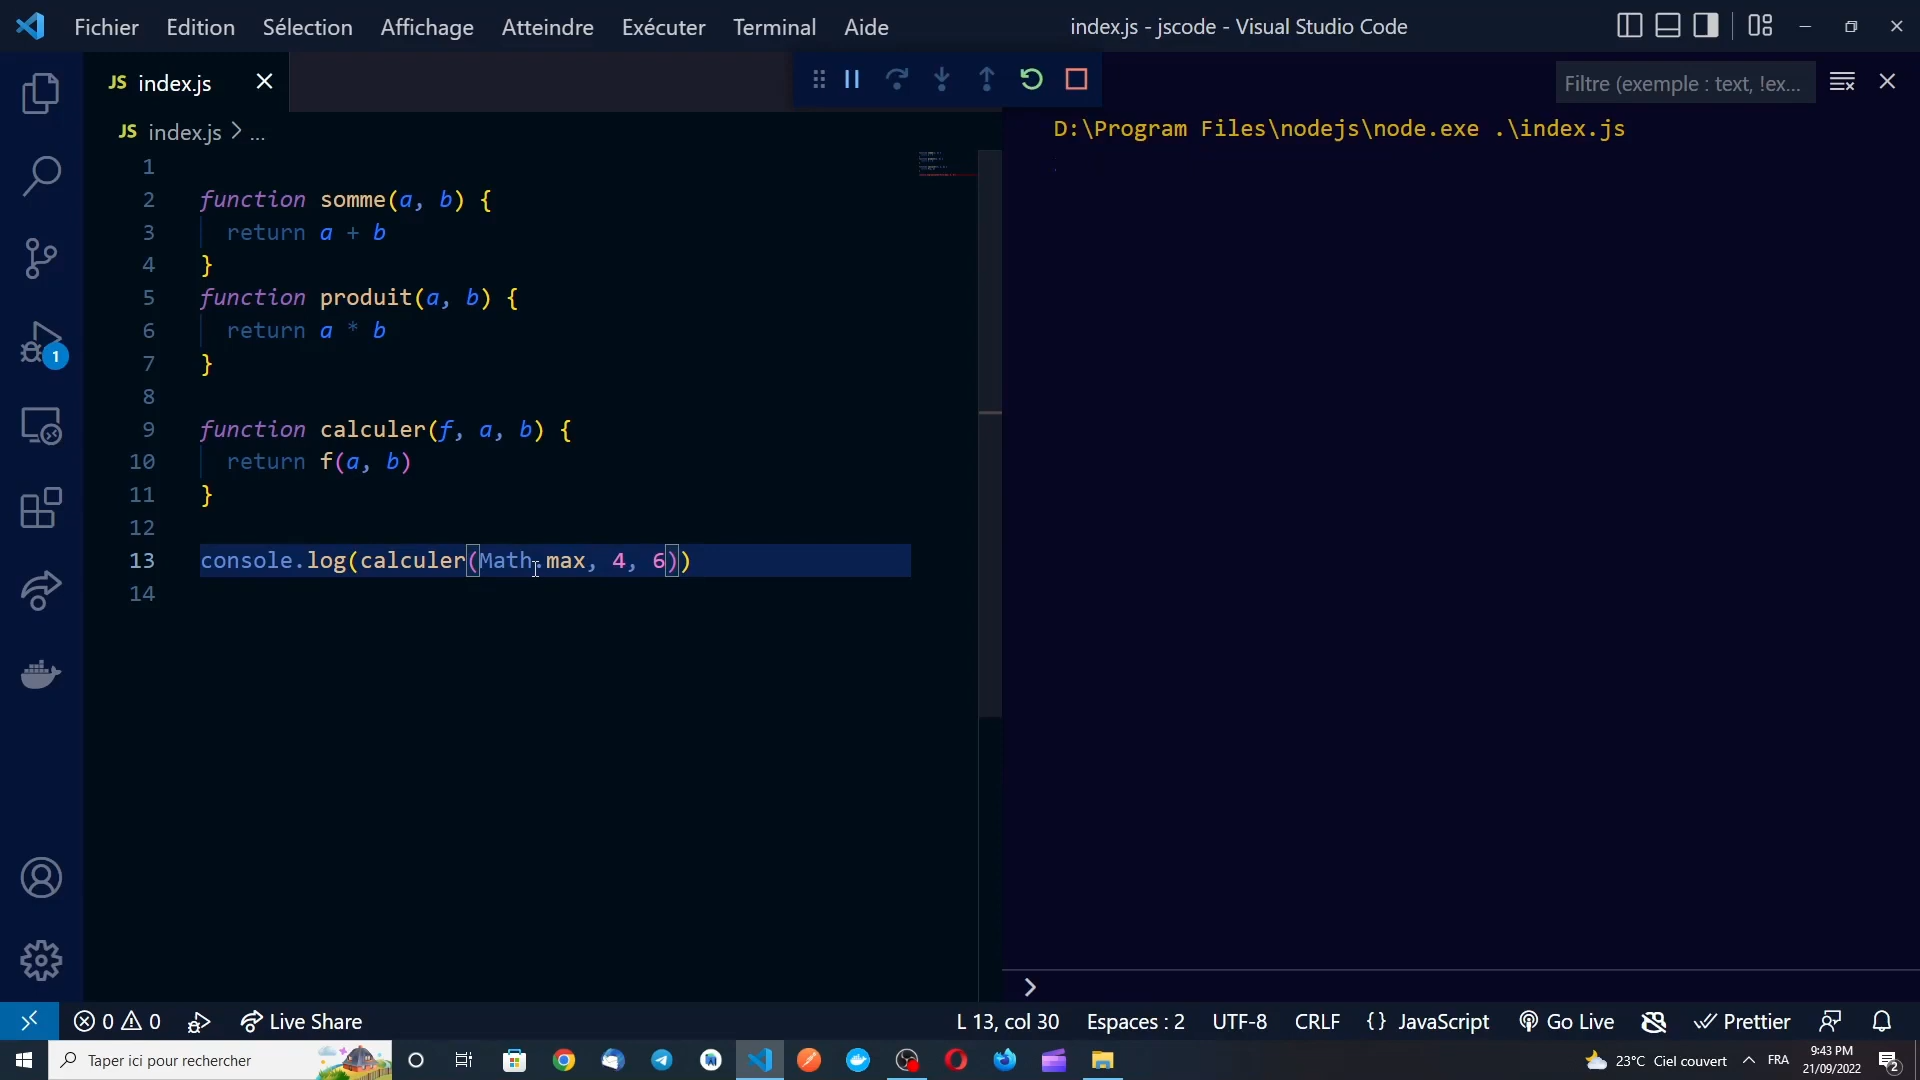 Fichier Edition Sélection Affichage Atteindre Exécuter Terminal Aide index.js - jscode - Visual Studio Code
JS index.js
Filtre (exemple : text, !ex...
JS index.js > ...
D:\Program Files\nodejs\node.exe .\index.js
1
2 function somme(a, b) {
3 return a + b
4 }
5 function produit(a, b) {
6 return a * b
7 }
8
9 function calculer(f, a, b) {
10 return f(a, b)
11 }
12
13 console.log(calculer(Math.max, 4, 6))
14
1
0 0 Live Share L 13, col 30 Espaces : 2 UTF-8 CRLF {} JavaScript Go Live Prettier
Taper ici pour rechercher 23°C Ciel couvert FRA 9:43 PM
21/09/2022 2